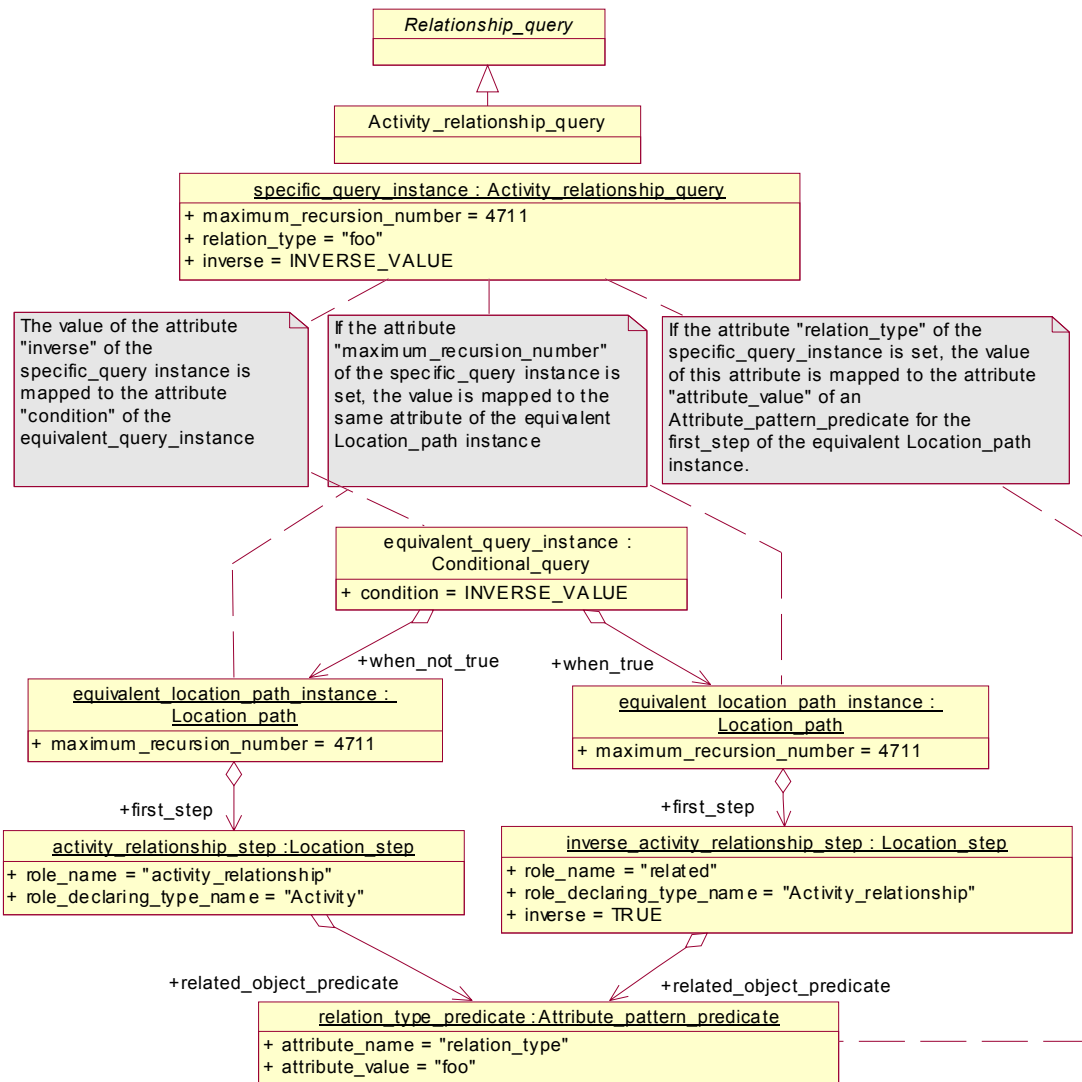 Relationship_query
Activity_relationship_query
specific_query_instance : Activity_relationship_query
+ maximum_recursion_number = 4711
+ relation_type = "foo"
+ inverse = INVERSE_VALUE
The value of the attribute
"inverse" of the
specific_query instance is
mapped to the attribute
"condition" of the
equivalent_query_instance
If the attribute
"maximum_recursion_number"
of the specific_query instance is
set, the value is mapped to the
same attribute of the equivalent
Location_path instance
If the attribute "relation_type" of the
specific_query_instance is set, the value
of this attribute is mapped to the attribute
"attribute_value" of an
Attribute_pattern_predicate for the
first_step of the equivalent Location_path
instance.
equivalent_query_instance :
Conditional_query
+ condition = INVERSE_VALUE
+when_not_true
+when_true
equivalent_location_path_instance :
Location_path
+ maximum_recursion_number = 4711
equivalent_location_path_instance :
Location_path
+ maximum_recursion_number = 4711
+first_step
+first_step
activity_relationship_step :Location_step
+ role_name = "activity_relationship"
+ role_declaring_type_name = "Activity"
inverse_activity_relationship_step : Location_step
+ role_name = "related"
+ role_declaring_type_name = "Activity_relationship"
+ inverse = TRUE
+related_object_predicate
+related_object_predicate
relation_type_predicate :Attribute_pattern_predicate
+ attribute_name = "relation_type"
+ attribute_value = "foo"